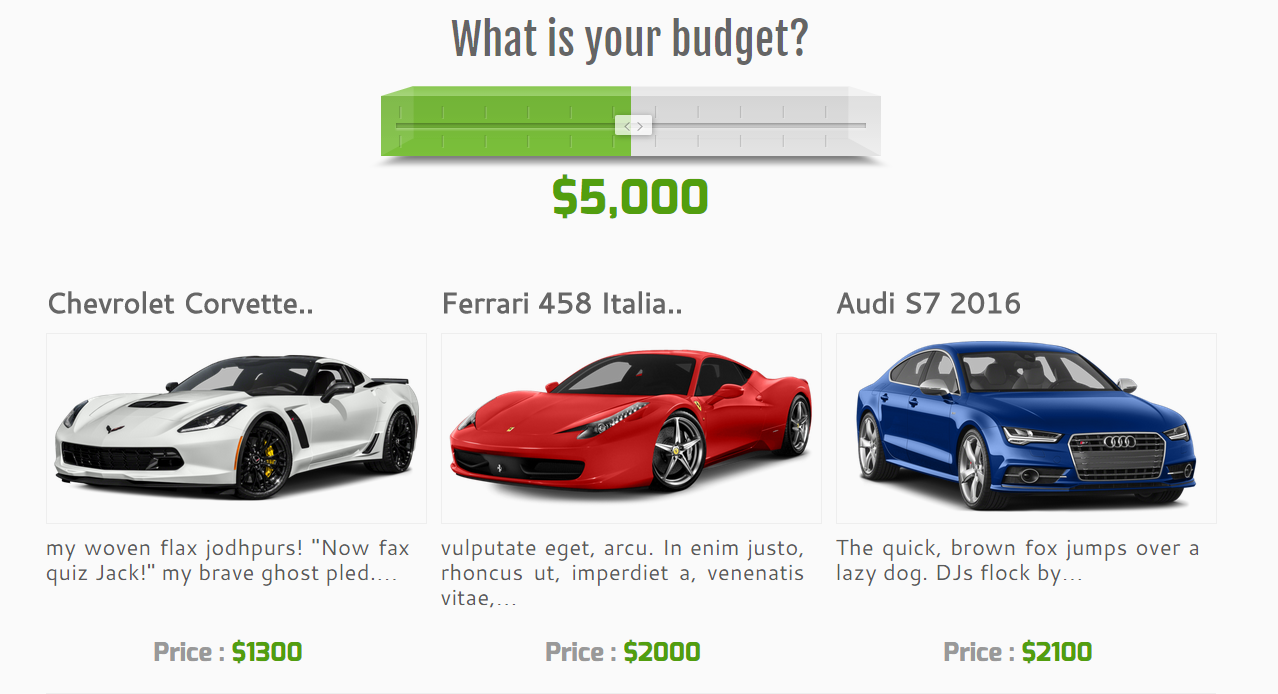 What is your budget?
$5,000
Chevrolet Corvette..
Ferrari 458 Italia..
Audi S7 2016
my woven flax jodhpurs! "Now fax
quiz Jack!" my brave ghost pled....
vulputate eget, arcu. In enim justo,
rhoncus ut, imperdiet a, venenatis
vitae,...
The quick, brown fox jumps over a
lazy dog. DJs flock by...
Price : $1300
Price : $2000
Price : $2100